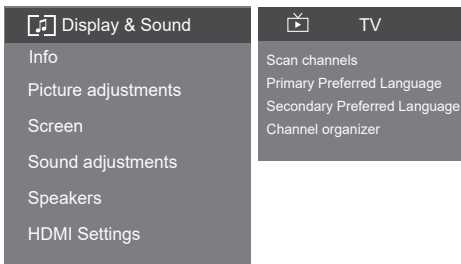 Display & Sound
Info
Picture adjustments
Screen
Sound adjustments
Speakers
HDMI Settings
TV
Scan channels
Primary Preferred Language
Secondary Preferred Language
Channel organizer